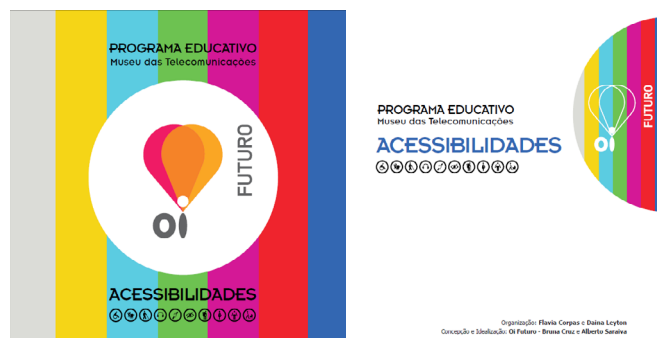 PROGRAMA EDUCATIVO
Museu das Telecomunicações
FUTURO
Oi
ACESSIBILIDADES
PROGRAMA EDUCATIVO
Museu das Telecomunicações
ACESSIBILIDADES
FUTURO
Oi
Organização: Flavia Corpas e Daina Leyton
Concepção e Idealização: Oi Futuro - Bruna Cruz e Alberto Saraiva